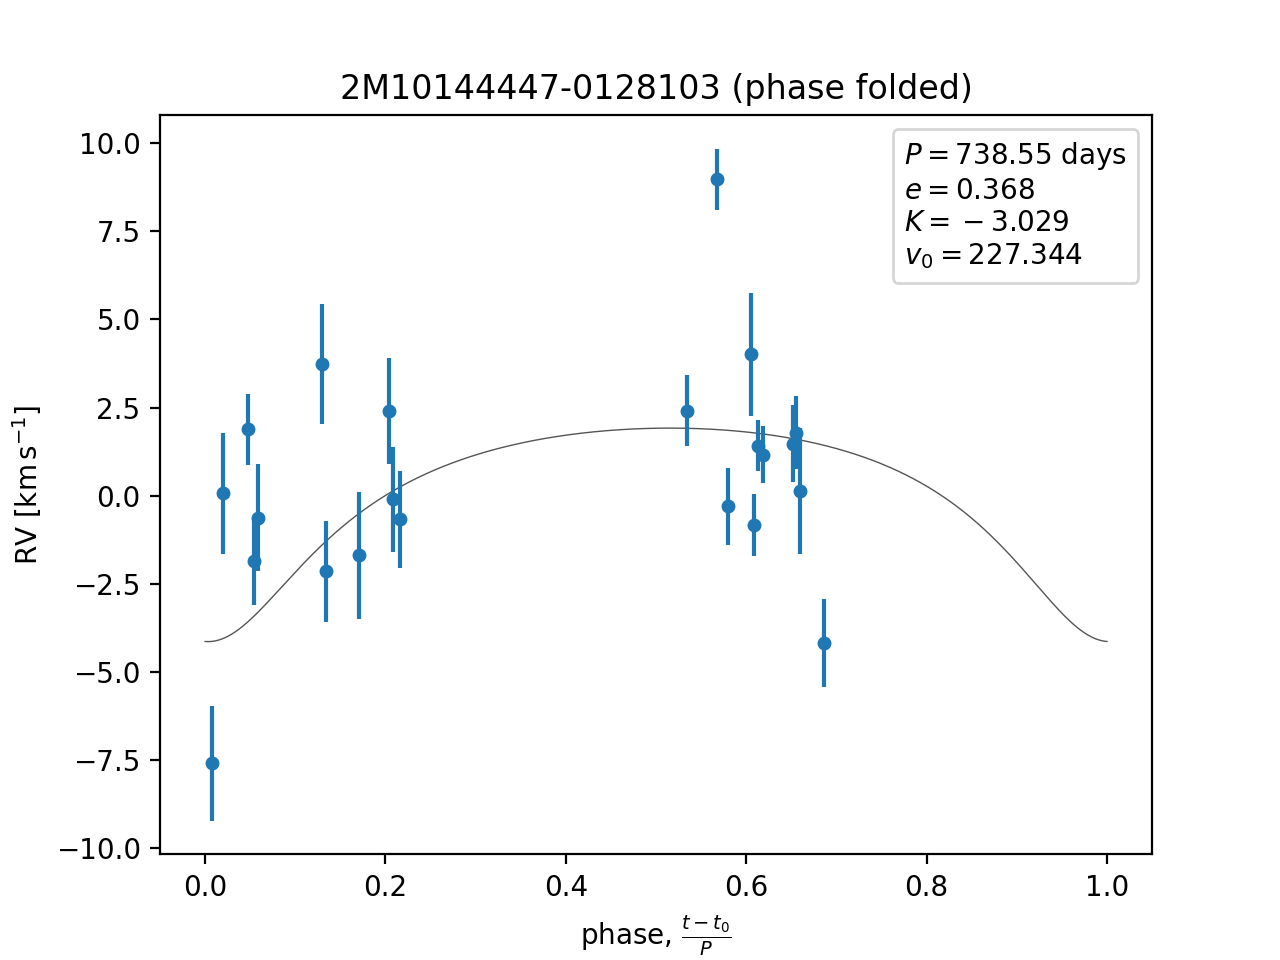 2M10144447-0128103 (phase folded)
P = 738.55 days
e = 0.368
K = −3.029
v₀ = 227.344
10.0
7.5
5.0
2.5
0.0
−2.5
−5.0
−7.5
−10.0
RV [km s⁻¹]
0.0 0.2 0.4 0.6 0.8 1.0
phase, (t − t₀)/P